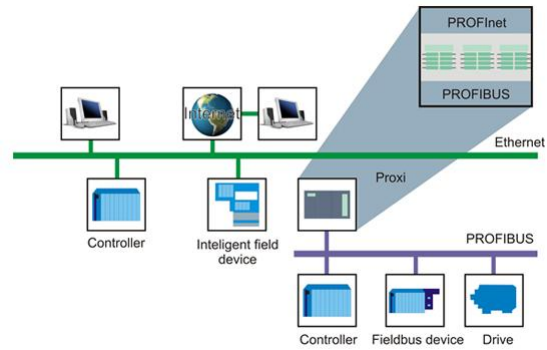 PROFInet
PROFIBUS
Internet
Ethernet
Proxi
Controller
Inteligent field
device
PROFIBUS
Controller
Fieldbus device
Drive